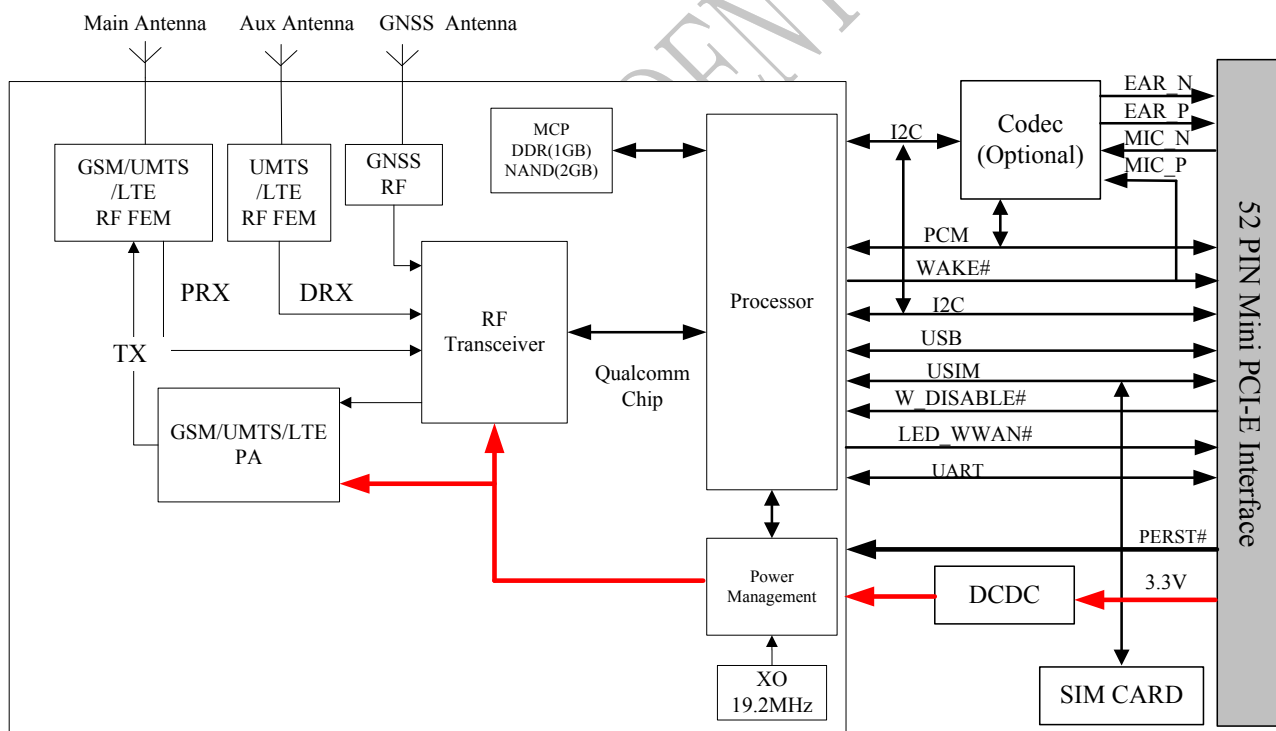 Main Antenna
Aux Antenna
GNSS Antenna
GSM/UMTS
/LTE
RF FEM
UMTS
/LTE
RF FEM
GNSS
RF
MCP
DDR(1GB)
NAND(2GB)
PRX
DRX
TX
RF
Transceiver
GSM/UMTS/LTE
PA
Qualcomm
Chip
Processor
Power
Management
XO
19.2MHz
I2C
Codec
(Optional)
EAR_N
EAR_P
MIC_N
MIC_P
PCM
WAKE#
I2C
USB
USIM
W_DISABLE#
LED_WWAN#
UART
PERST#
3.3V
DCDC
SIM CARD
52 PIN Mini PCI-E Interface